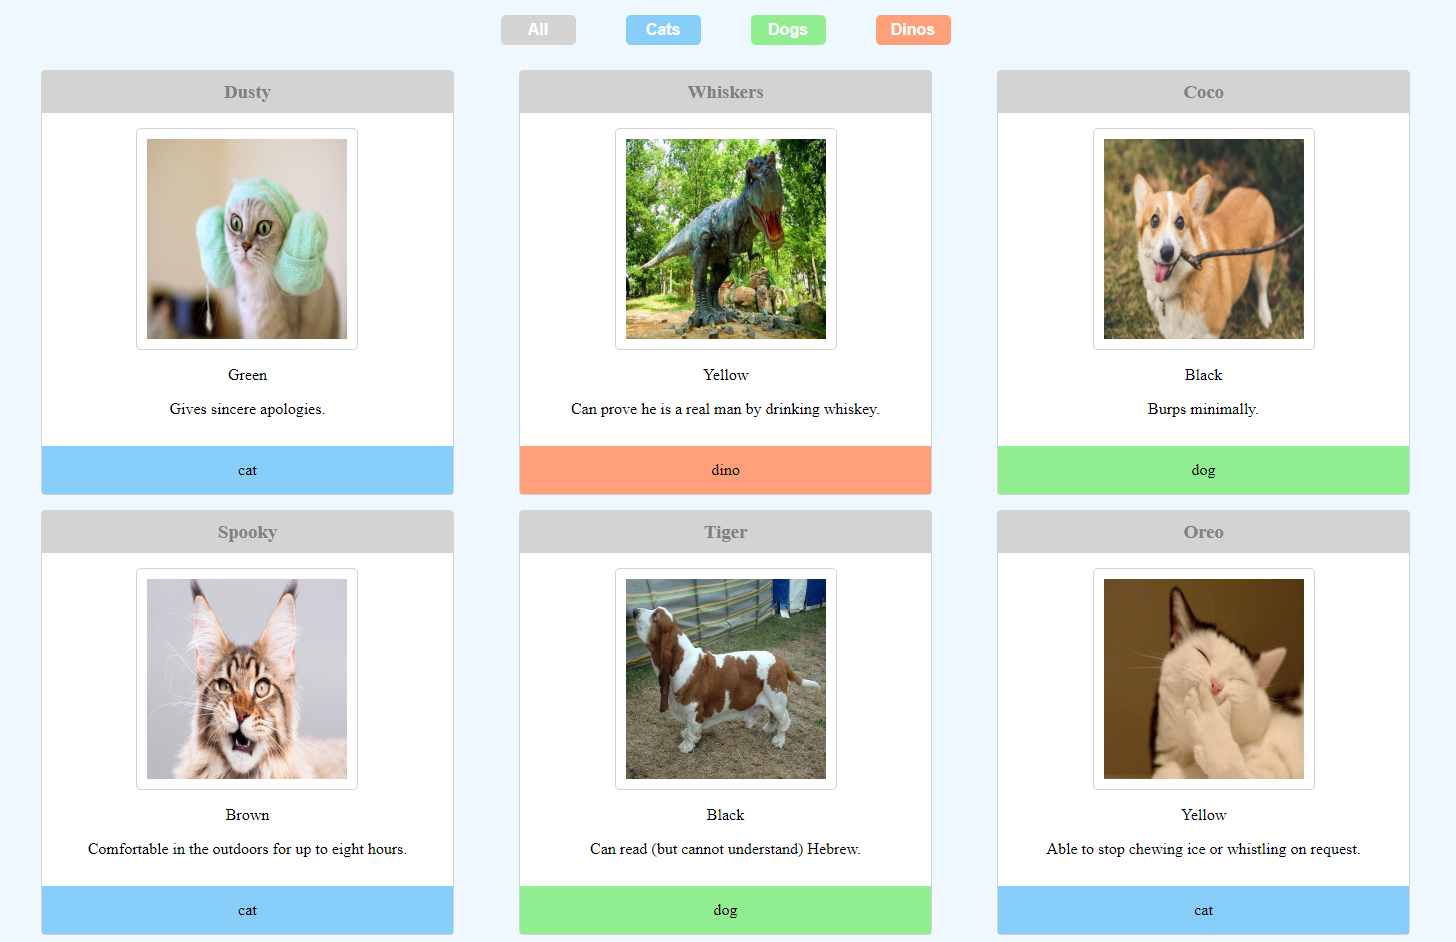 All
Cats
Dogs
Dinos
Dusty
Green
Gives sincere apologies.
cat
Whiskers
Yellow
Can prove he is a real man by drinking whiskey.
dino
Coco
Black
Burps minimally.
dog
Spooky
Brown
Comfortable in the outdoors for up to eight hours.
cat
Tiger
Black
Can read (but cannot understand) Hebrew.
dog
Oreo
Yellow
Able to stop chewing ice or whistling on request.
cat